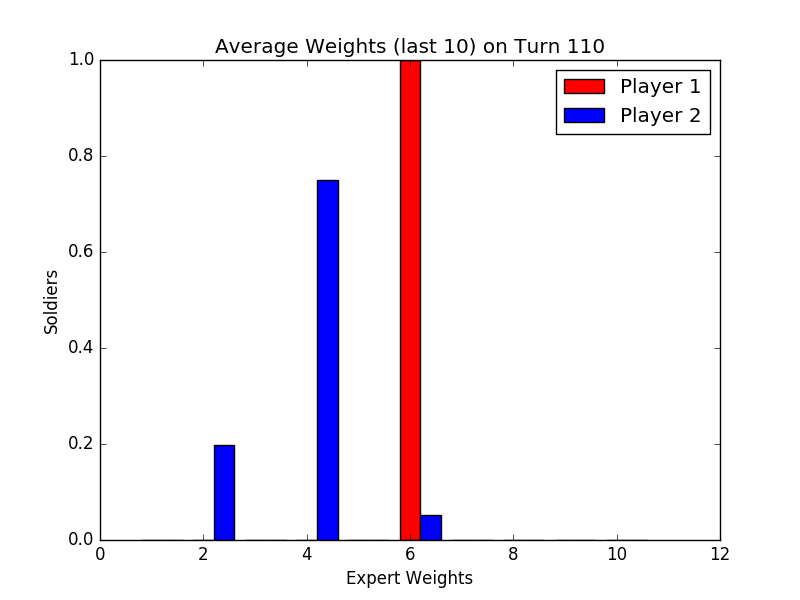 Average Weights (last 10) on Turn 110
Player 1
Player 2
1.0
0.8
0.6
0.4
0.2
0.0
Soldiers
0 2 4 6 8 10 12
Expert Weights